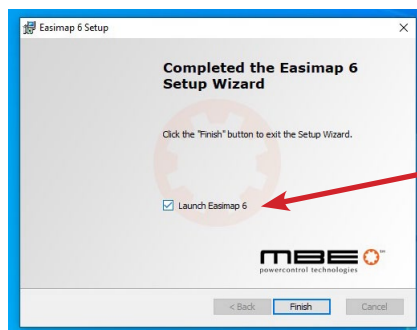 Easimap 6 Setup
Completed the Easimap 6
Setup Wizard
Click the "Finish" button to exit the Setup Wizard.
Launch Easimap 6
MBE
powercontrol technologies
< Back
Finish
Cancel